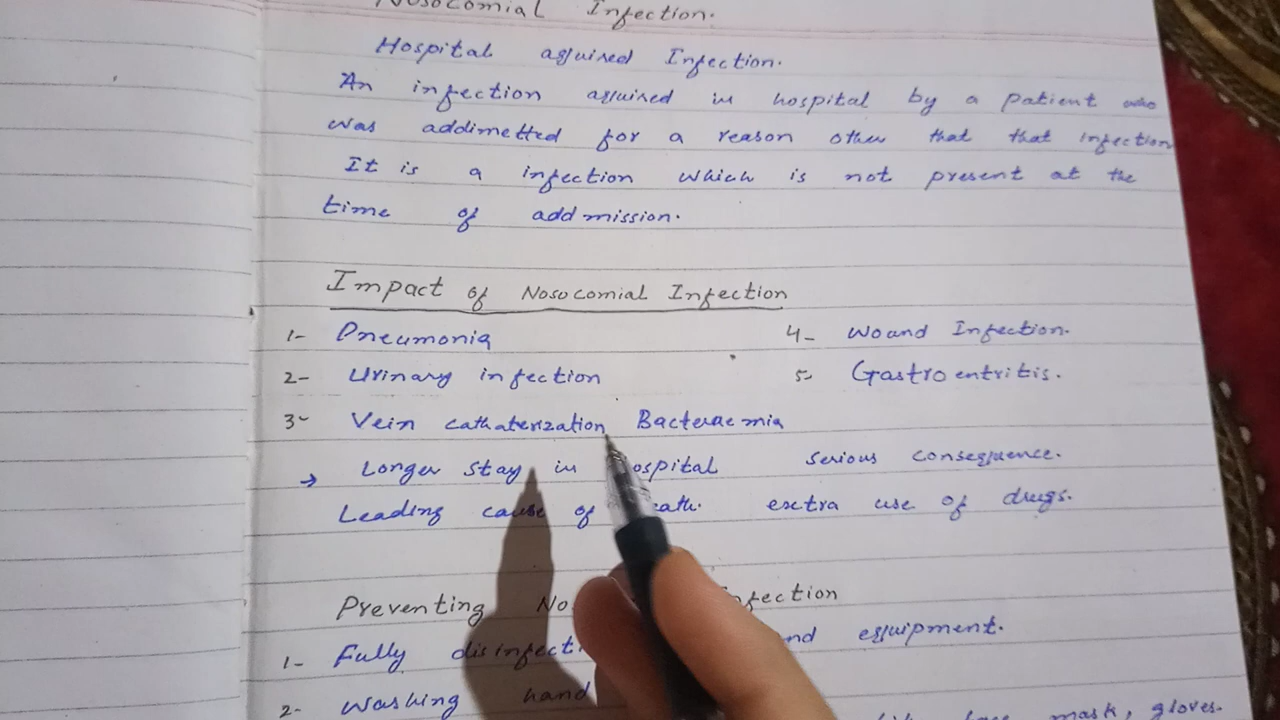 Nosocomial Infection.
Hospital aquired Infection.
An infection aquired in hospital by a patient who
was addimetted for a reason other that that infection
It is a infection which is not present at the
time of addmission.
Impact of Nosocomial Infection
1- Pneumonia
4- Wound Infection.
2- Urinary infection
5- Gastroentritis.
3- Vein cathaterization Bacteraemia
→ Longer stay in ospital serious consequence.
Leading cause of eath. extra use of drugs.
Preventing No fection
1- Fully disinfecti nd equipment.
2- Washing hand mask, gloves.